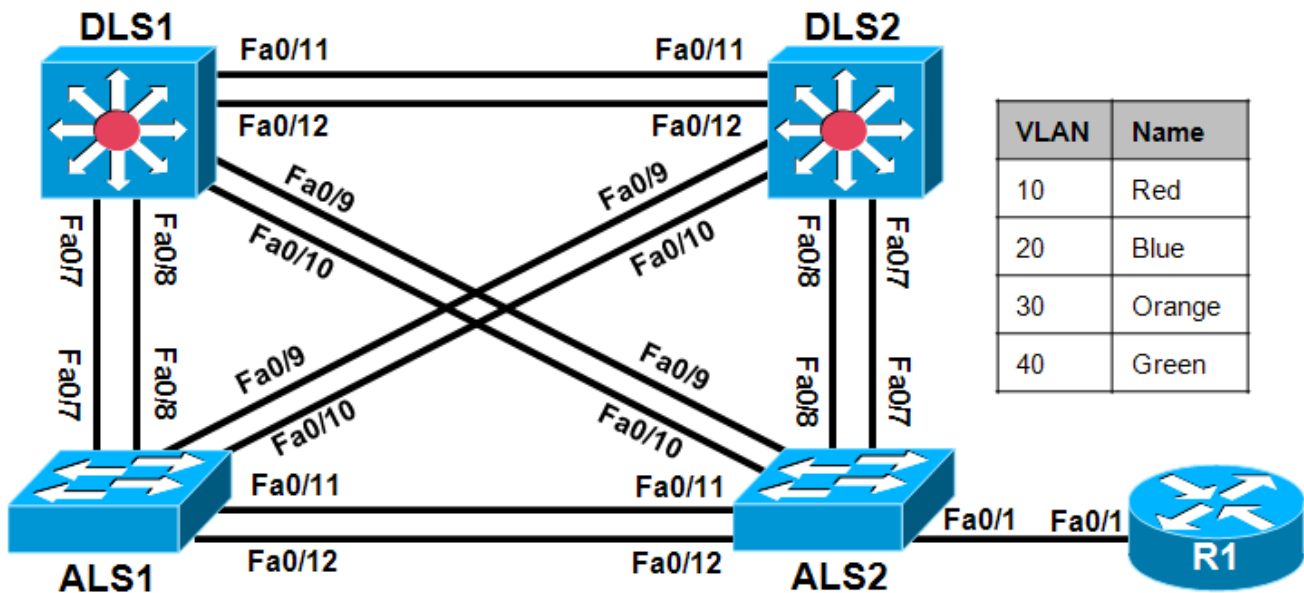 DLS1
DLS2
Fa0/11
Fa0/11
Fa0/12
Fa0/12
VLAN Name
10 Red
20 Blue
30 Orange
40 Green
Fa0/9
Fa0/9
Fa0/10
Fa0/10
Fa0/7
Fa0/8
Fa0/8
Fa0/7
Fa0/7
Fa0/8
Fa0/9
Fa0/10
Fa0/9
Fa0/10
Fa0/8
Fa0/7
Fa0/11
Fa0/11
Fa0/12
Fa0/12
Fa0/1
Fa0/1
ALS1
ALS2
R1